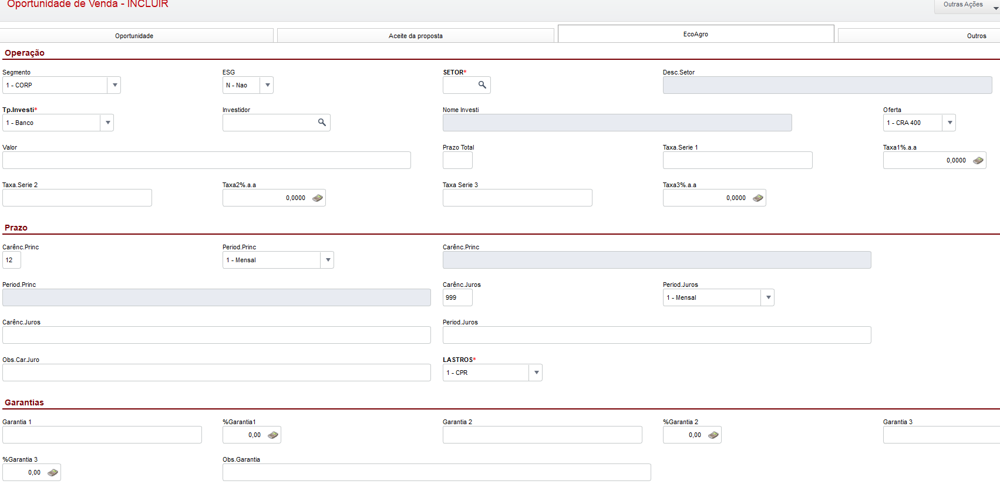 Oportunidade de Venda - INCLUIR
Outras Ações
Oportunidade Aceite da proposta EcoAgro Outros
Operação
Segmento ESG SETOR* Desc.Setor
1 - CORP N - Nao
Tp.Investi* Investidor Nome Investi Oferta
1 - Banco 1 - CRA 400
Valor Prazo Total Taxa.Serie 1 Taxa1%.a.a
0,0000
Taxa.Serie 2 Taxa2%.a.a Taxa Serie 3 Taxa3%.a.a
0,0000 0,0000
Prazo
Carênc.Princ Period.Princ Carênc.Princ
12 1 - Mensal
Period.Princ Carênc.Juros Period.Juros
999 1 - Mensal
Carênc.Juros Period.Juros
Obs.Car.Juro LASTROS*
1 - CPR
Garantias
Garantia 1 %Garantia1 Garantia 2 %Garantia 2 Garantia 3
0,00 0,00
%Garantia 3 Obs.Garantia
0,00